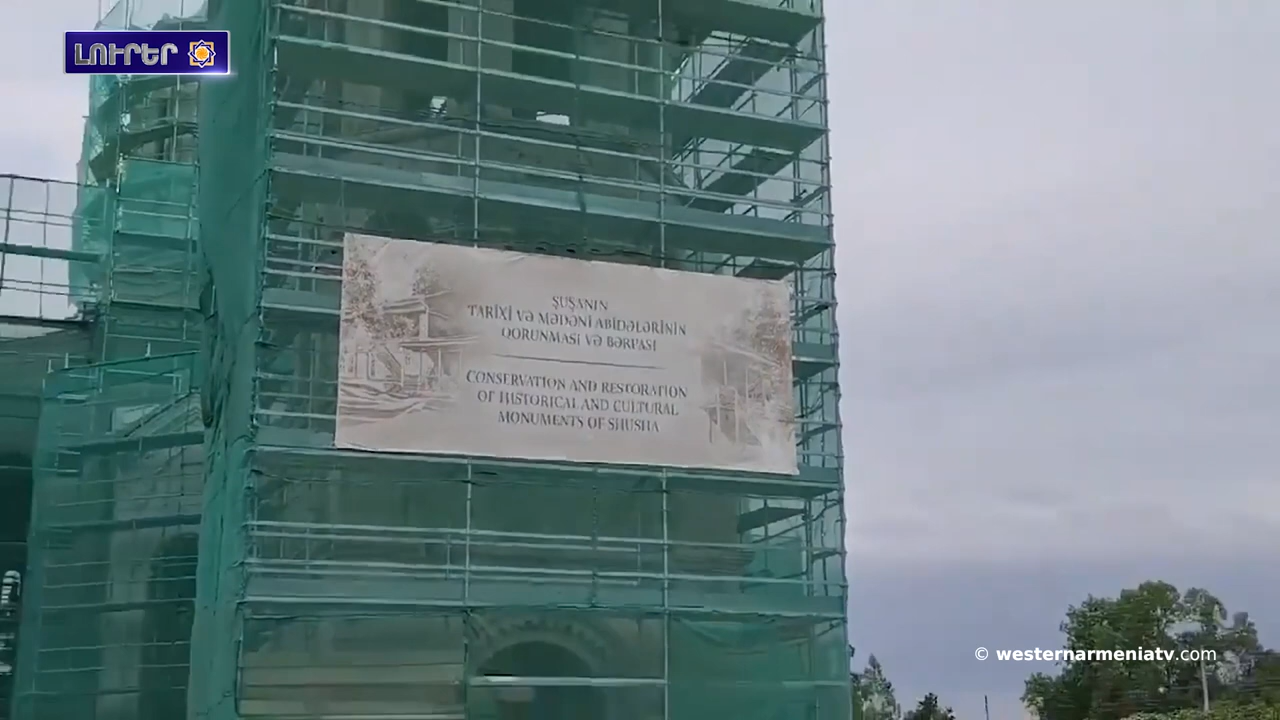 ԼՈՒՐԵՐ
ŞUŞANIN
TARİXİ VƏ MƏDƏNİ ABİDƏLƏRİNİN
QORUNMASI VƏ BƏRPASI
CONSERVATION AND RESTORATION
OF HISTORICAL AND CULTURAL
MONUMENTS OF SHUSHA
© westernarmeniatv.com